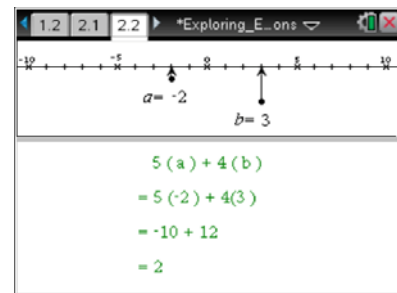 1.2 2.1 2.2 *Exploring_E...ons
-10 -5 0 5 10
a= -2
b= 3
5 ( a ) + 4 ( b )
= 5 (-2 ) + 4(3 )
= -10 + 12
= 2